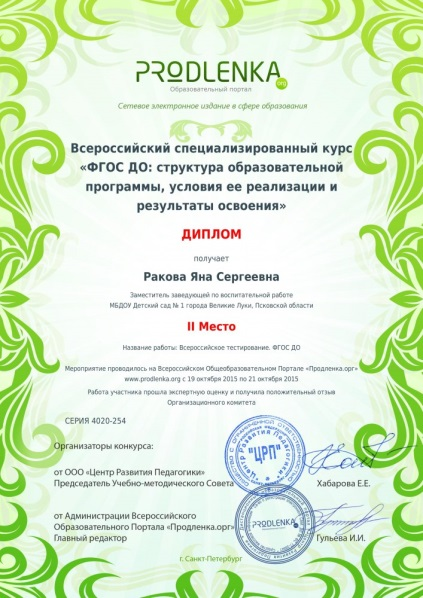 PRODLENKA.org
Образовательный портал
Сетевое электронное издание в сфере образования
Всероссийский специализированный курс
«ФГОС ДО: структура образовательной
программы, условия ее реализации и
результаты освоения»
ДИПЛОМ
получает
Ракова Яна Сергеевна
Заместитель заведующей по воспитательной работе
МБДОУ Детский сад № 1 города Великие Луки, Псковской области
II Место
Название работы: Всероссийское тестирование. ФГОС ДО
Мероприятие проводилось на Всероссийском Общеобразовательном Портале «Продленка.орг»
www.prodlenka.org с 19 октября 2015 по 21 октября 2015
Работа участника прошла экспертную оценку и получила положительный отзыв
Организационного комитета
СЕРИЯ 4020-254
Организаторы конкурса:
от ООО «Центр Развития Педагогики»
Председатель Учебно-методического Совета
Хабарова Е.Е.
"ЦРП"
"Центр Развития Педагогики"
от Администрации Всероссийского
Образовательного Портала «Продленка.орг»
Главный редактор
Гульева И.И.
PRODLENKA
г. Санкт-Петербург